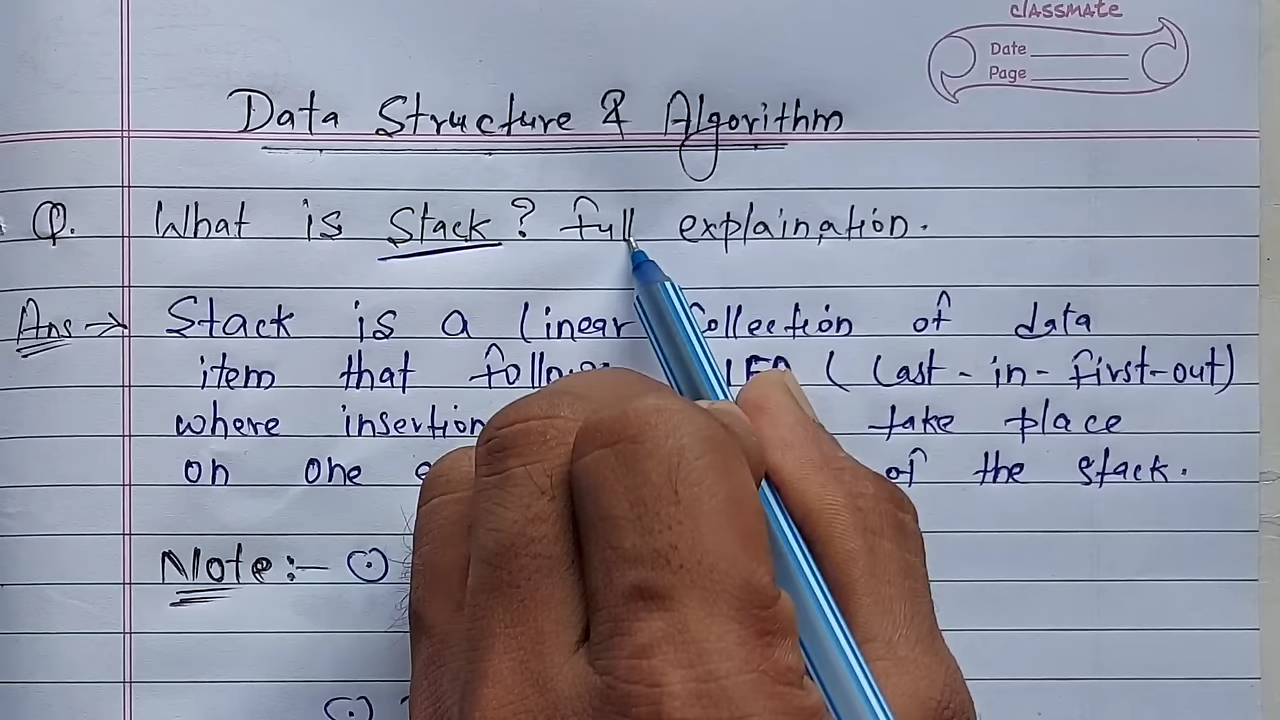 classmate
Date
Page
Data Structure & Algorithm
Q. What is Stack? full explaination.
Ans → Stack is a linear Collection of data
item that LIFO (Last-in-first-out)
where insertion take place
on one of the stack.
Note:-